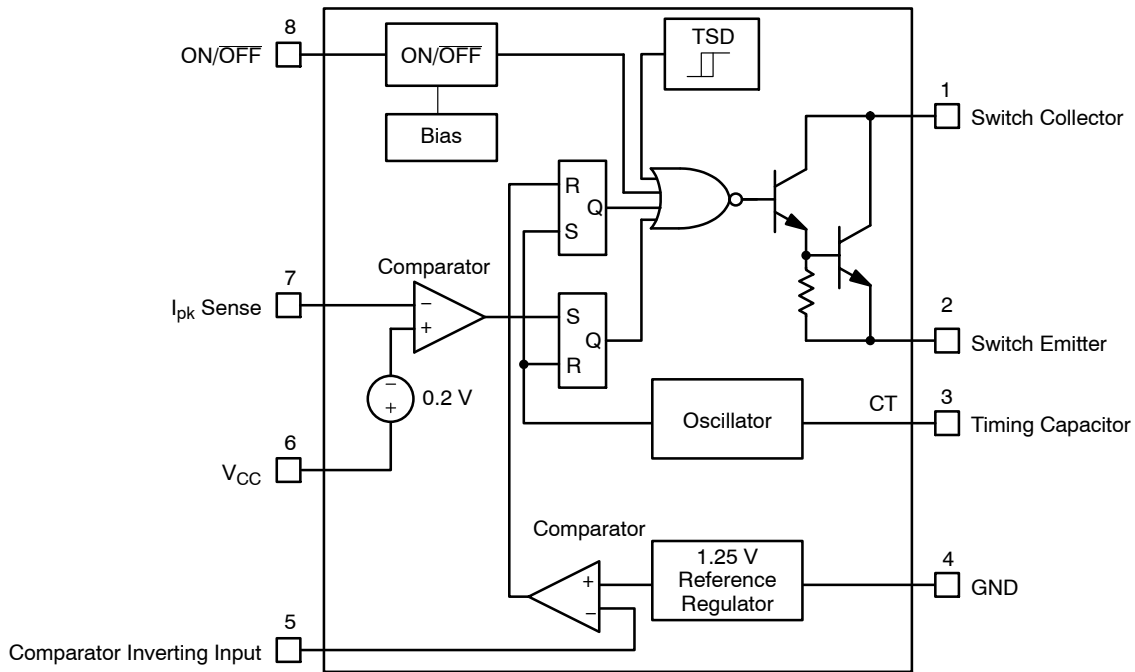 8
ON/OFF
ON/OFF
Bias
TSD
1
Switch Collector
R
Q
S
Comparator
7
Ipk Sense
−
+
S
Q
R
2
Switch Emitter
−
+
0.2 V
6
VCC
Oscillator
CT
3
Timing Capacitor
Comparator
+
−
1.25 V
Reference
Regulator
4
GND
5
Comparator Inverting Input